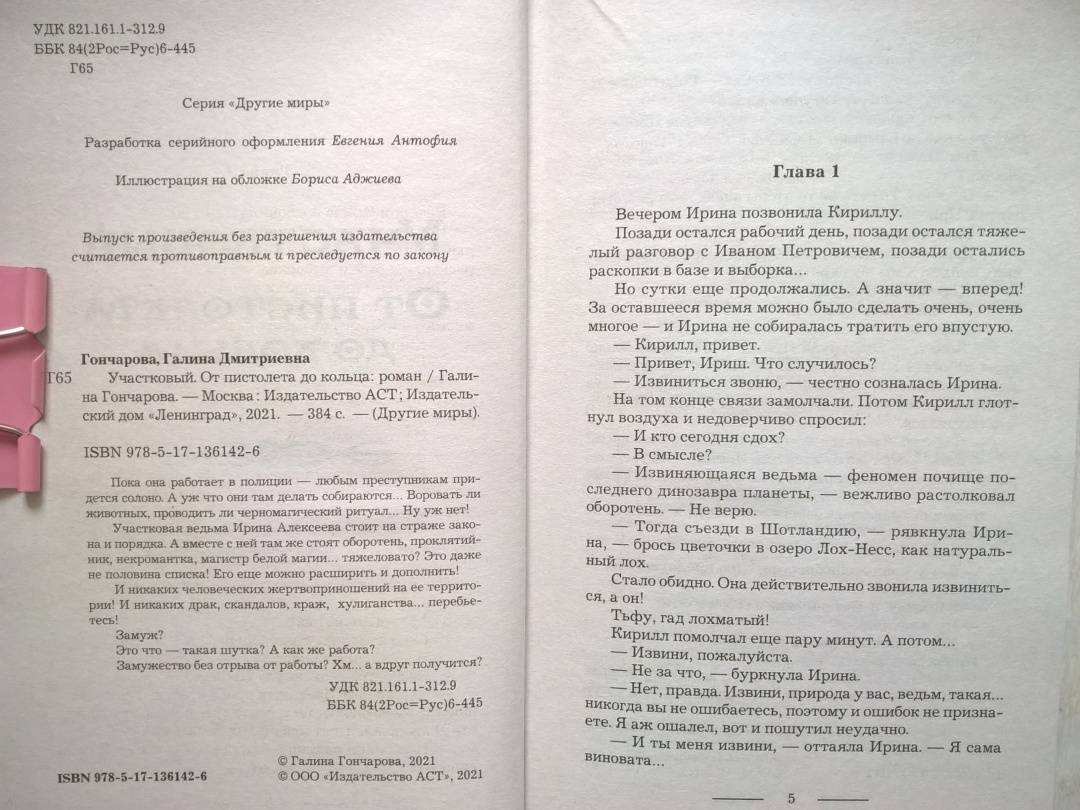 УДК 821.161.1-312.9
ББК 84(2Рос=Рус)6-445
Г65
Серия «Другие миры»
Разработка серийного оформления Евгения Антофия
Иллюстрация на обложке Бориса Аджиева
Выпуск произведения без разрешения издательства
считается противоправным и преследуется по закону
Гончарова, Галина Дмитриевна
Г65 Участковый. От пистолета до кольца: роман / Гали-
на Гончарова. — Москва: Издательство АСТ; Издатель-
ский дом «Ленинград», 2021. — 384 с. — (Другие миры).
ISBN 978-5-17-136142-6
Пока она работает в полиции — любым преступникам при-
дется солоно. А уж что они там делать собираются... Воровать ли
животных, проводить ли черномагический ритуал... Ну уж нет!
Участковая ведьма Ирина Алексеева стоит на страже зако-
на и порядка. А вместе с ней там же стоят оборотень, проклятий-
ник, некромантка, магистр белой магии... тяжеловато? Это даже
не половина списка! Его еще можно расширить и дополнить!
И никаких человеческих жертвоприношений на ее террито-
рии! И никаких драк, скандалов, краж, хулиганства... перебье-
тесь!
Замуж?
Это что — такая шутка? А как же работа?
Замужество без отрыва от работы? Хм... а вдруг получится?
УДК 821.161.1-312.9
ББК 84(2Рос=Рус)6-445
© Галина Гончарова, 2021
ISBN 978-5-17-136142-6 © ООО «Издательство АСТ», 2021
Глава 1
Вечером Ирина позвонила Кириллу.
Позади остался рабочий день, позади остался тяже-
лый разговор с Иваном Петровичем, позади остались
раскопки в базе и выборка...
Но сутки еще продолжались. А значит — вперед!
За оставшееся время можно было сделать очень, очень
многое — и Ирина не собиралась тратить его впустую.
— Кирилл, привет.
— Привет, Ириш. Что случилось?
— Извиниться звоню, — честно созналась Ирина.
На том конце связи замолчали. Потом Кирилл глот-
нул воздуха и недоверчиво спросил:
— И кто сегодня сдох?
— В смысле?
— Извиняющаяся ведьма — феномен почище по-
следнего динозавра планеты, — вежливо растолковал
оборотень. — Не верю.
— Тогда съезди в Шотландию, — рявкнула Ири-
на, — брось цветочки в озеро Лох-Несс, как натураль-
ный лох.
Стало обидно. Она действительно звонила извинить-
ся, а он!
Тьфу, гад лохматый!
Кирилл помолчал еще пару минут. А потом...
— Извини, пожалуйста.
— Не за что, — буркнула Ирина.
— Нет, правда. Извини, природа у вас, ведьм, такая...
никогда вы не ошибаетесь, поэтому и ошибок не призна-
ете. Я аж ошалел, вот и пошутил неудачно.
— И ты меня извини, — оттаяла Ирина. — Я сама
виновата...
5